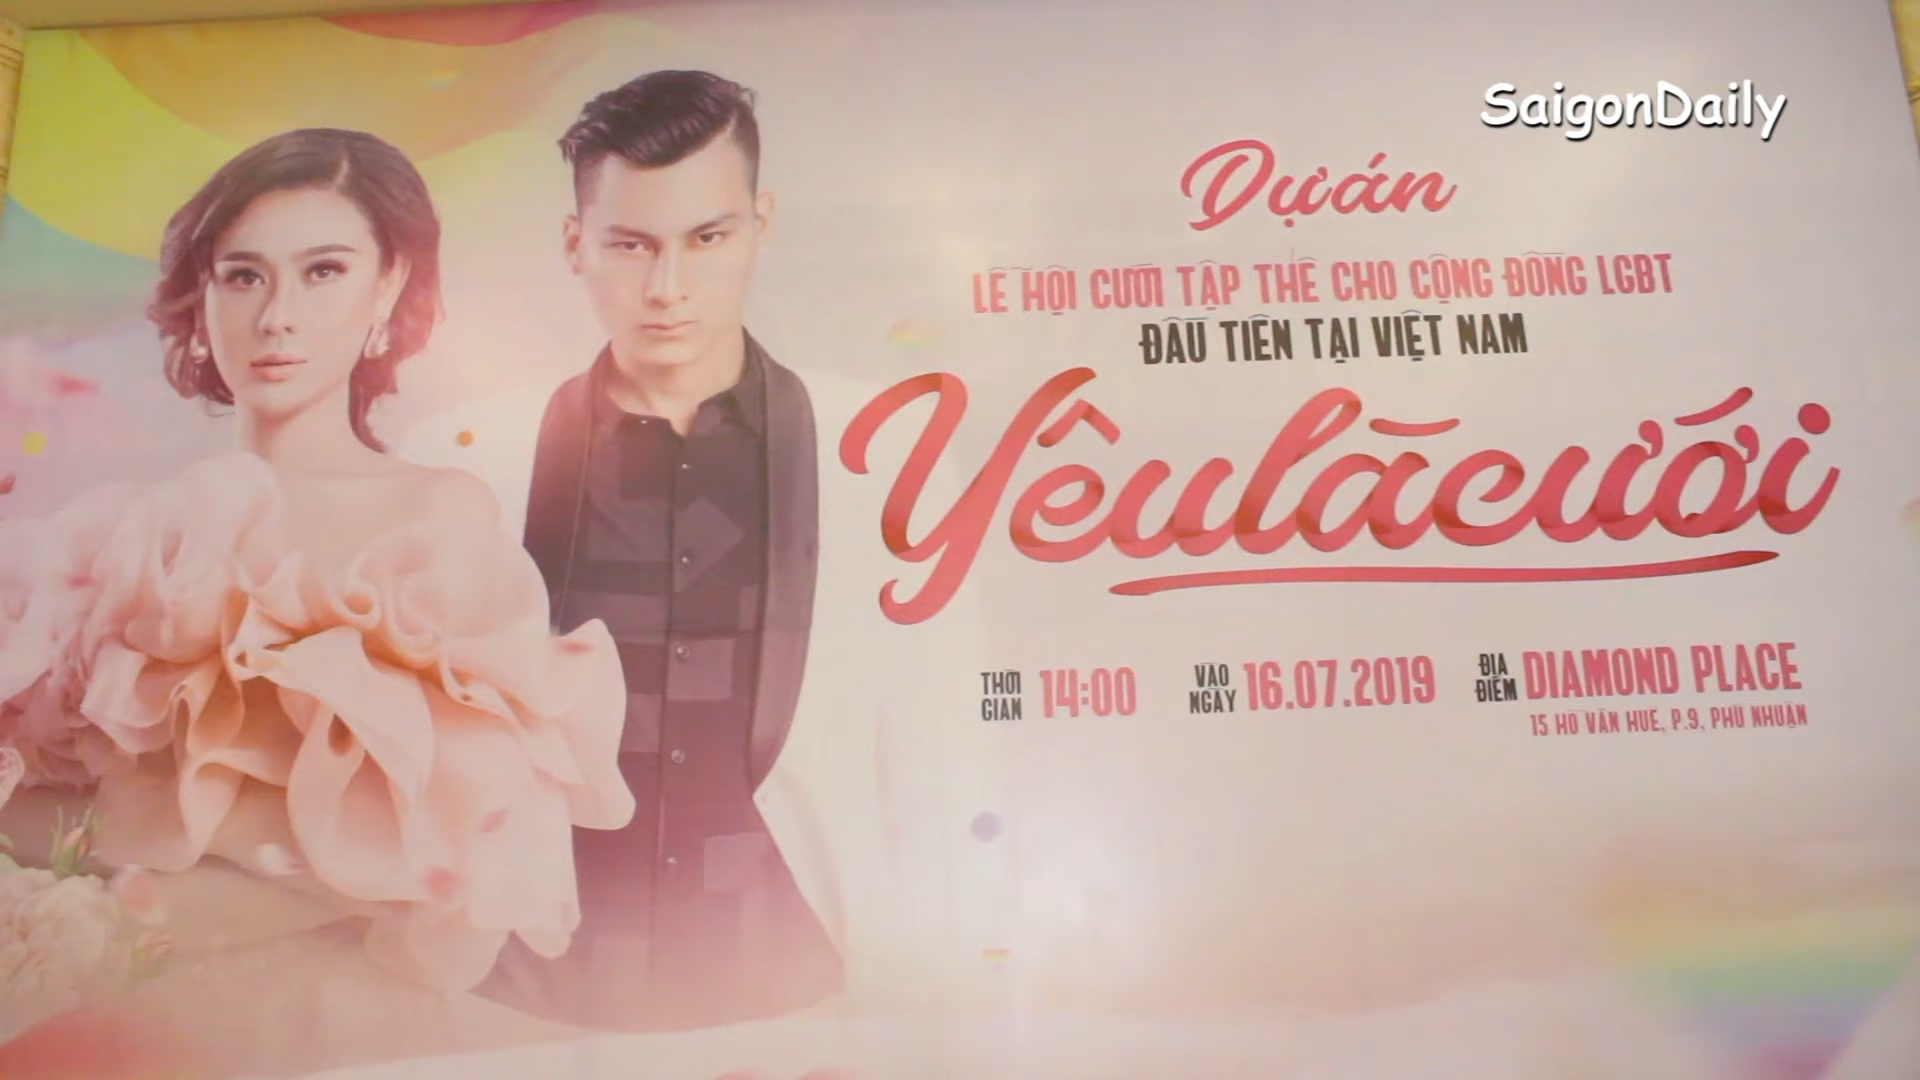 SaigonDaily
Dự án
LỄ HỘI CƯỚI TẬP THỂ CHO CỘNG ĐỒNG LGBT
ĐẦU TIÊN TẠI VIỆT NAM
Yêu là cưới
THỜI GIAN 14:00 VÀO NGÀY 16.07.2019 ĐỊA ĐIỂM DIAMOND PLACE
15 HỒ VĂN HUÊ, P.9, PHÚ NHUẬN